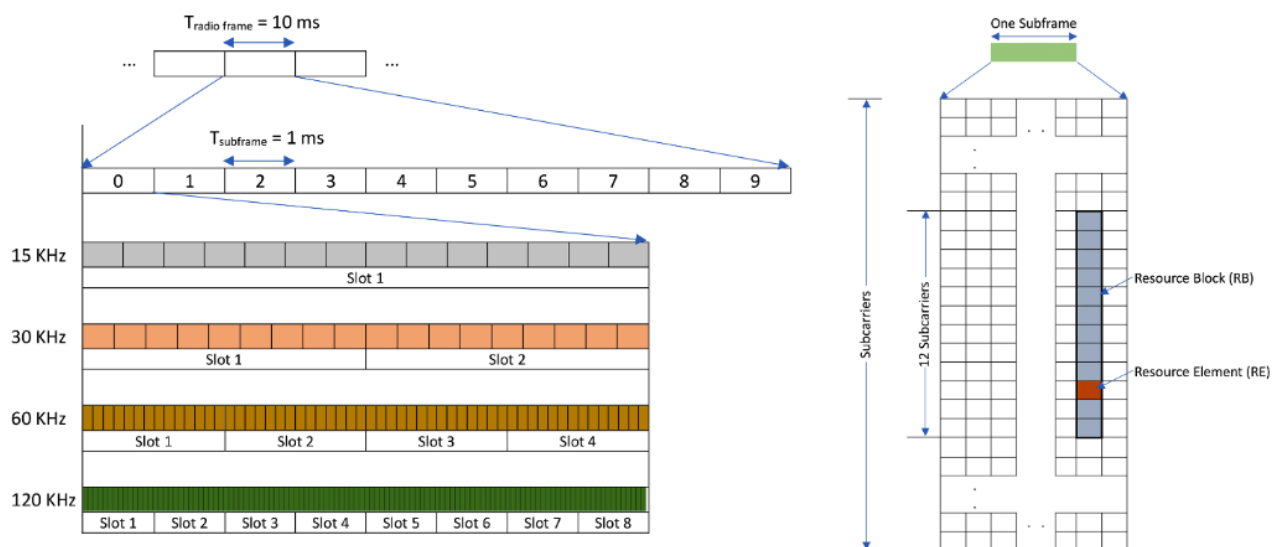 T radio frame = 10 ms
... ...
T subframe = 1 ms
0 1 2 3 4 5 6 7 8 9
15 KHz
Slot 1
30 KHz
Slot 1 Slot 2
60 KHz
Slot 1 Slot 2 Slot 3 Slot 4
120 KHz
Slot 1 Slot 2 Slot 3 Slot 4 Slot 5 Slot 6 Slot 7 Slot 8
One Subframe
Subcarriers
12 Subcarriers
Resource Block (RB)
Resource Element (RE)